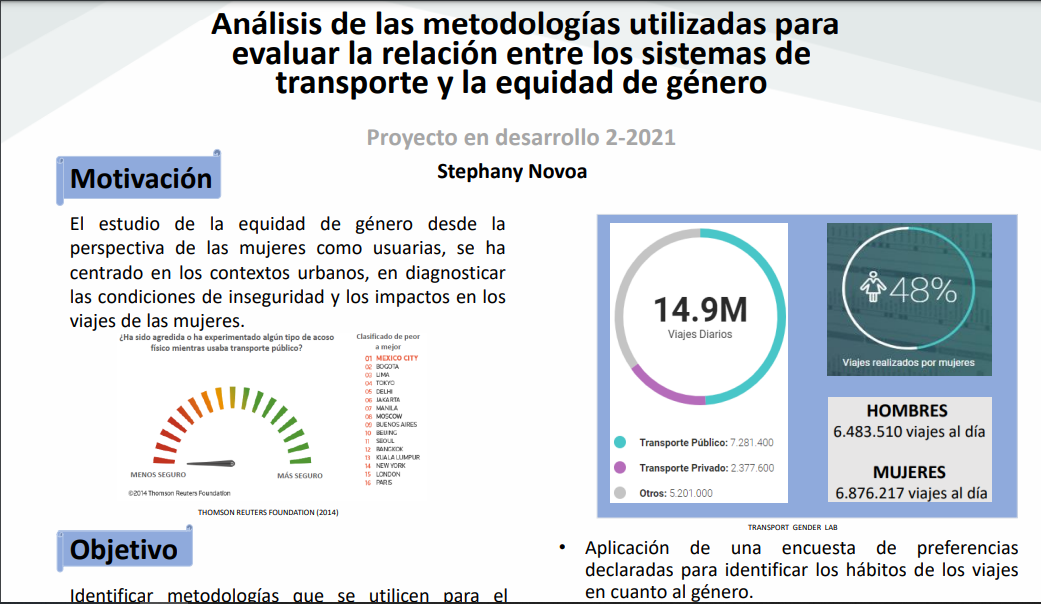 Análisis de las metodologías utilizadas para
evaluar la relación entre los sistemas de
transporte y la equidad de género
Proyecto en desarrollo 2-2021
Stephany Novoa
Motivación
El estudio de la equidad de género desde la
perspectiva de las mujeres como usuarias, se ha
centrado en los contextos urbanos, en diagnosticar
las condiciones de inseguridad y los impactos en los
viajes de las mujeres.
¿Ha sido agredida o ha experimentado algún tipo de acoso
físico mientras usaba transporte público?
MENOS SEGURO
MÁS SEGURO
©2014 Thomson Reuters Foundation
Clasificado de peor
a mejor
01 MEXICO CITY
02 BOGOTA
03 LIMA
04 TOKYO
05 DELHI
06 JAKARTA
07 MANILA
08 MOSCOW
09 BUENOS AIRES
10 BEIJING
11 SEOUL
12 BANGKOK
13 KUALA LUMPUR
14 NEW YORK
15 LONDON
16 PARIS
THOMSON REUTERS FOUNDATION (2014)
Objetivo
Identificar metodologías que se utilicen para el
14.9M
Viajes Diarios
Transporte Público: 7.281.400
Transporte Privado: 2.377.600
Otros: 5.201.000
48%
Viajes realizados por mujeres
HOMBRES
6.483.510 viajes al día
MUJERES
6.876.217 viajes al día
TRANSPORT GENDER LAB
• Aplicación de una encuesta de preferencias
declaradas para identificar los hábitos de los viajes
en cuanto al género.